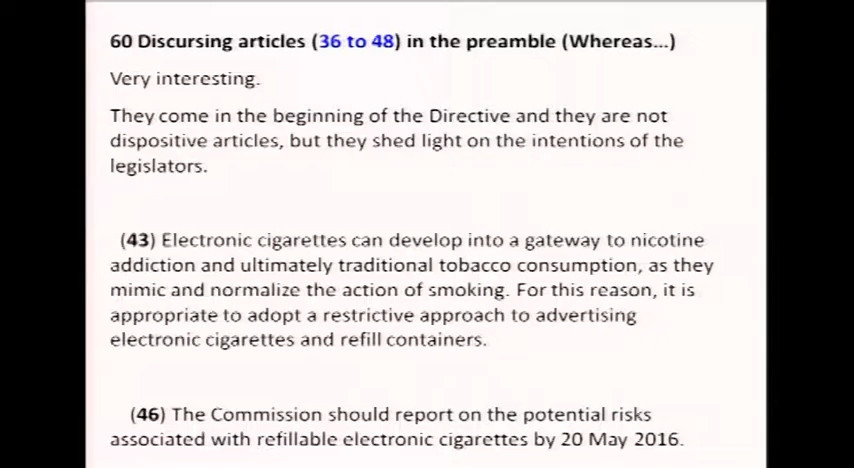 60 Discursing articles (36 to 48) in the preamble (Whereas...)
Very interesting.
They come in the beginning of the Directive and they are not
dispositive articles, but they shed light on the intentions of the
legislators.
(43) Electronic cigarettes can develop into a gateway to nicotine
addiction and ultimately traditional tobacco consumption, as they
mimic and normalize the action of smoking. For this reason, it is
appropriate to adopt a restrictive approach to advertising
electronic cigarettes and refill containers.
(46) The Commission should report on the potential risks
associated with refillable electronic cigarettes by 20 May 2016.